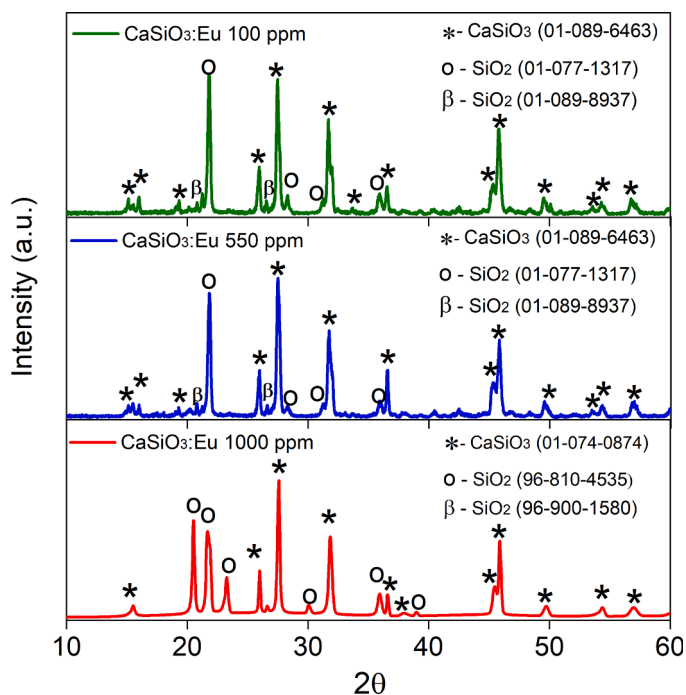 CaSiO3:Eu 100 ppm
*- CaSiO3 (01-089-6463)
o - SiO2 (01-077-1317)
β - SiO2 (01-089-8937)
* * * β o * β * o o * * o * * * * * * *
CaSiO3:Eu 550 ppm
*- CaSiO3 (01-089-6463)
o - SiO2 (01-077-1317)
β - SiO2 (01-089-8937)
* * * β o * β * o o * o * * * * * * *
CaSiO3:Eu 1000 ppm
*- CaSiO3 (01-074-0874)
o - SiO2 (96-810-4535)
β - SiO2 (96-900-1580)
* o o o * * o * o * * o * * * * *
Intensity (a.u.)
10 20 30 40 50 60
2θ